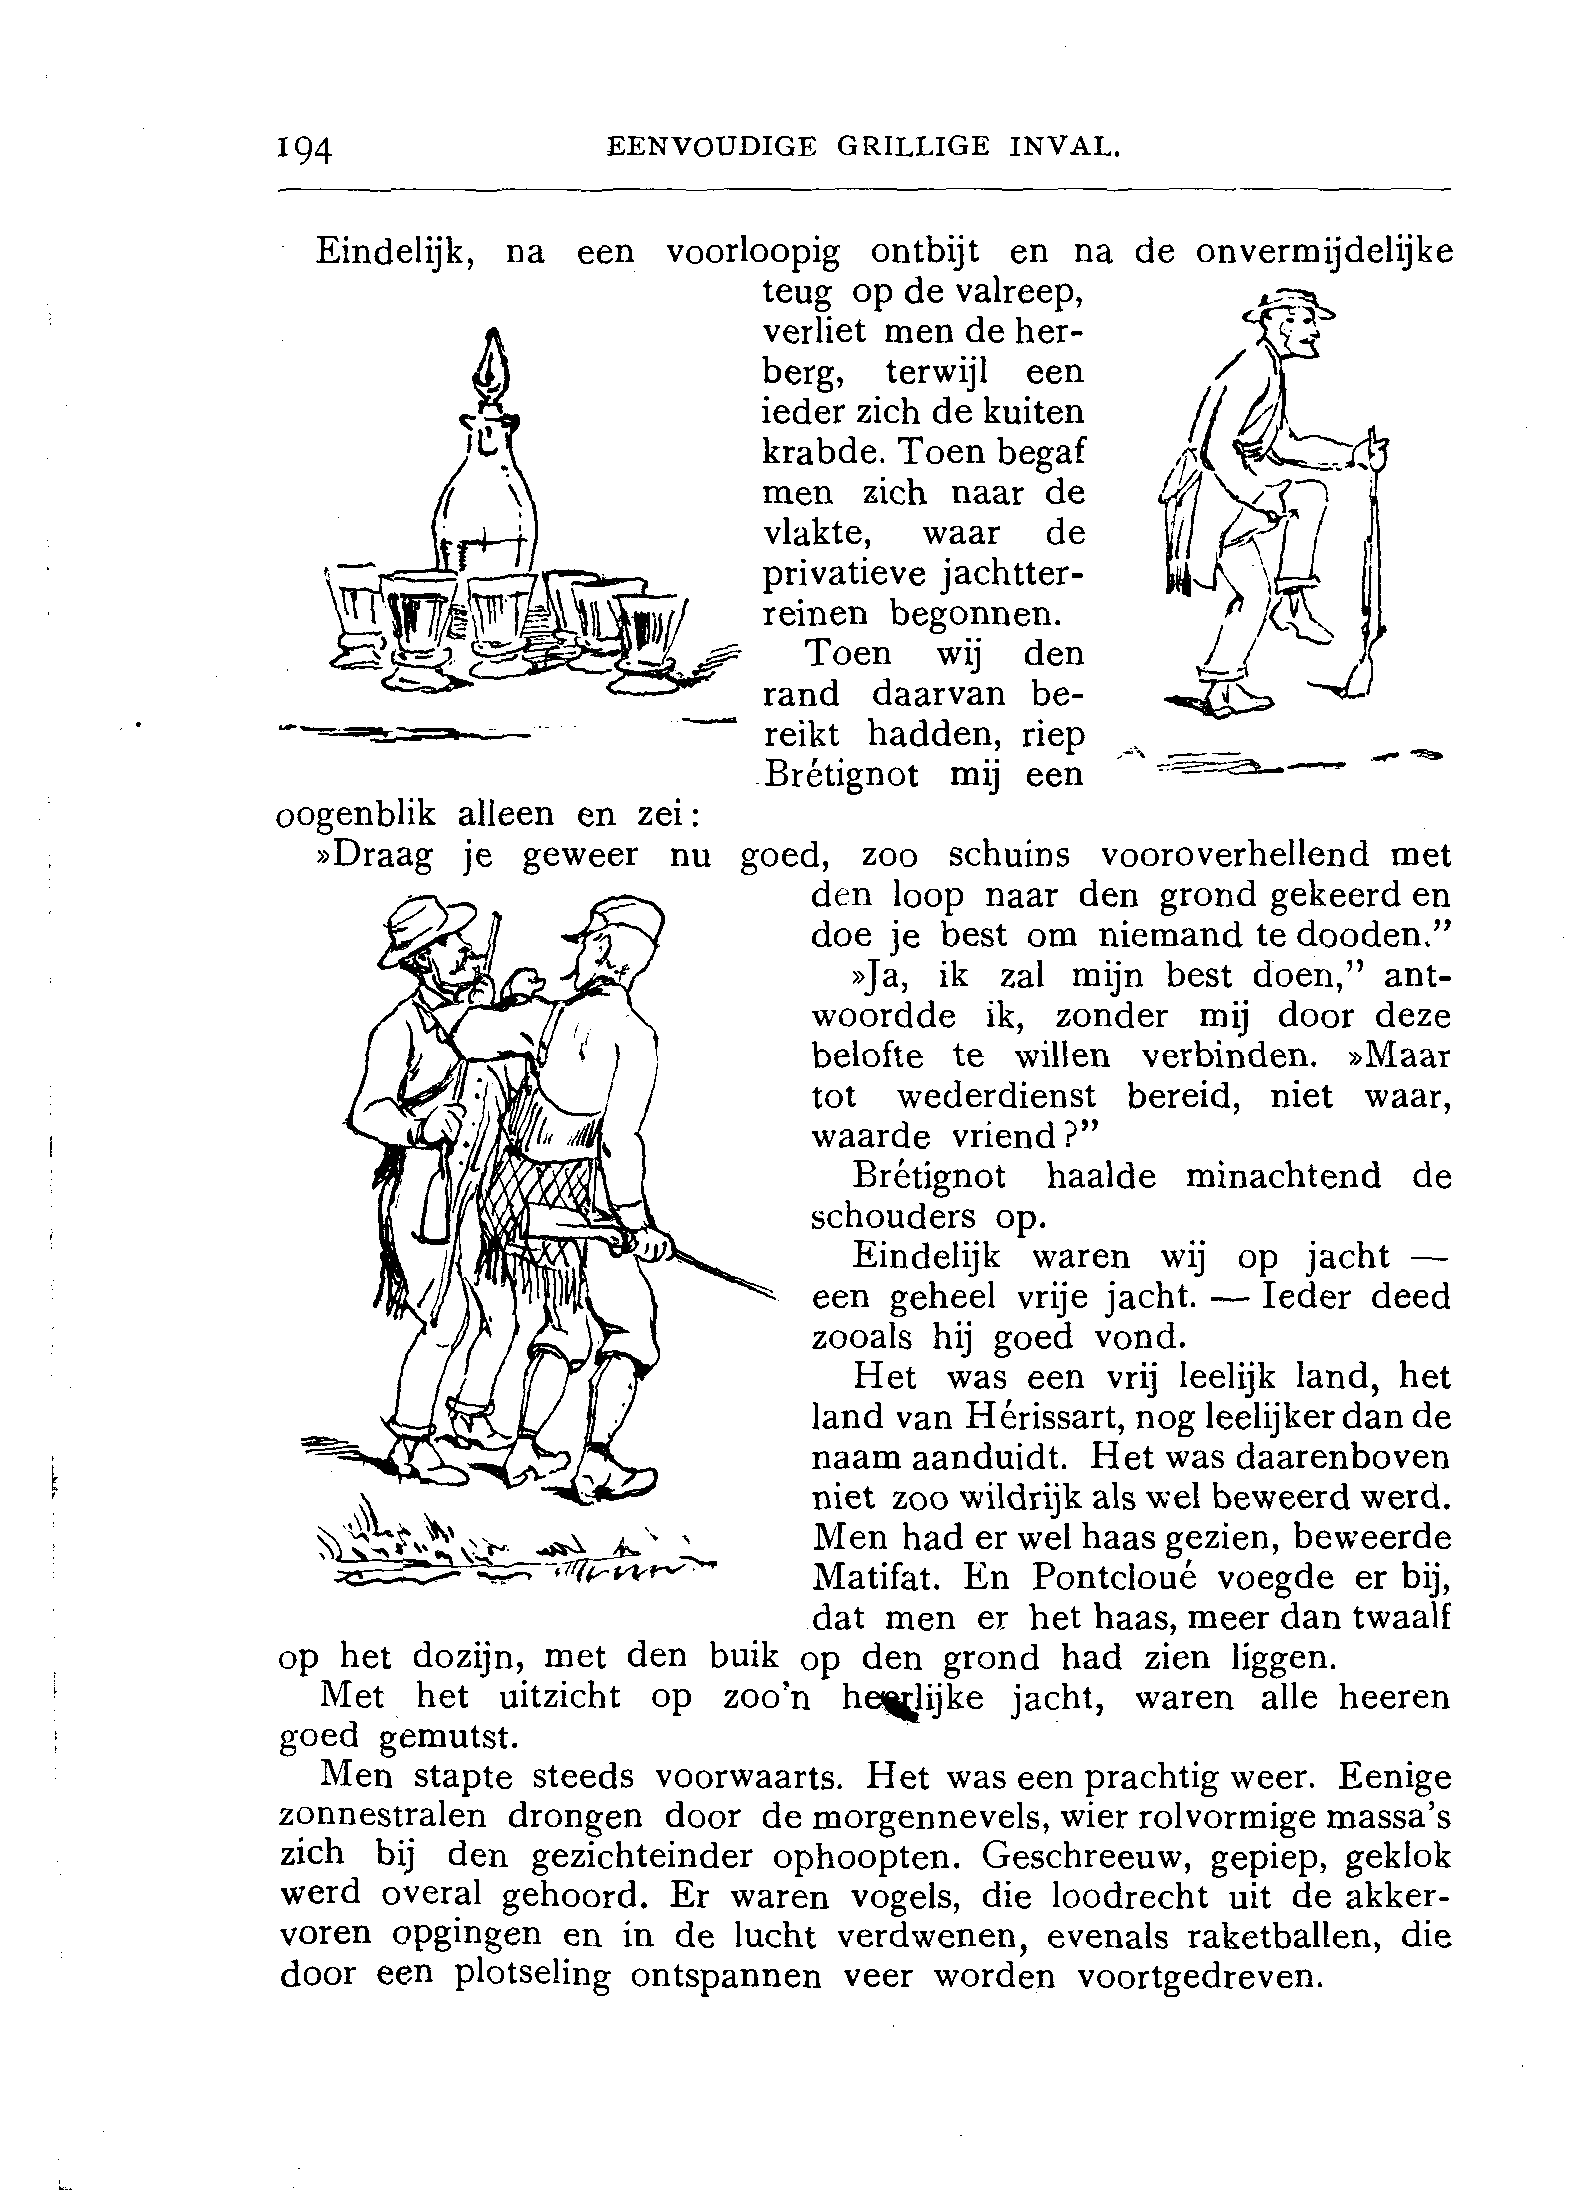 194 EENVOUDIGE GRILLIGE INVAL.
Eindelijk, na een voorloopig ontbijt en na de onvermijdelijke
teug op de valreep,
verliet men de her-
berg, terwijl een
ieder zich de kuiten
krabde. Toen begaf
men zich naar de
vlakte, waar de
privatieve jachtter-
reinen begonnen.
Toen wij den
rand daarvan be-
reikt hadden, riep
Brétignot mij een
oogenblik alleen en zei:
»Draag je geweer nu goed, zoo schuins vooroverhellend met
den loop naar den grond gekeerd en
doe je best om niemand te dooden.”
»Ja, ik zal mijn best doen,” ant-
woordde ik, zonder mij door deze
belofte te willen verbinden. »Maar
tot wederdienst bereid, niet waar,
waarde vriend?”
Brétignot haalde minachtend de
schouders op.
Eindelijk waren wij op jacht —
een geheel vrije jacht. — Ieder deed
zooals hij goed vond.
Het was een vrij leelijk land, het
land van Hérissart, nog leelijker dan de
naam aanduidt. Het was daarenboven
niet zoo wildrijk als wel beweerd werd.
Men had er wel haas gezien, beweerde
Matifat. En Pontcloué voegde er bij,
dat men er het haas, meer dan twaalf
op het dozijn, met den buik op den grond had zien liggen.
Met het uitzicht op zoo’n heerlijke jacht, waren alle heeren
goed gemutst.
Men stapte steeds voorwaarts. Het was een prachtig weer. Eenige
zonnestralen drongen door de morgennevels, wier rolvormige massa’s
zich bij den gezichteinder ophoopten. Geschreeuw, gepiep, geklok
werd overal gehoord. Er waren vogels, die loodrecht uit de akker-
voren opgingen en in de lucht verdwenen, evenals raketballen, die
door een plotseling ontspannen veer worden voortgedreven.